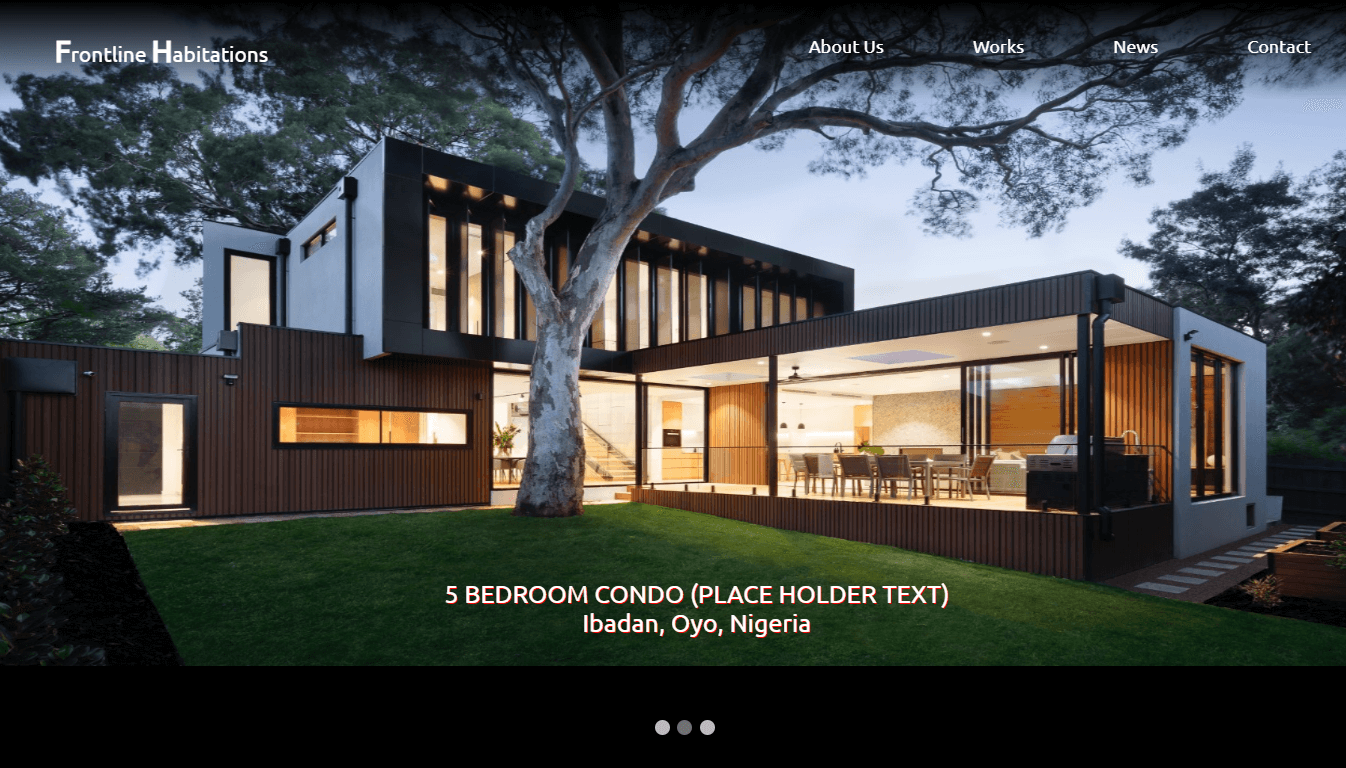 Frontline Habitations
About Us
Works
News
Contact
5 BEDROOM CONDO (PLACE HOLDER TEXT)
Ibadan, Oyo, Nigeria